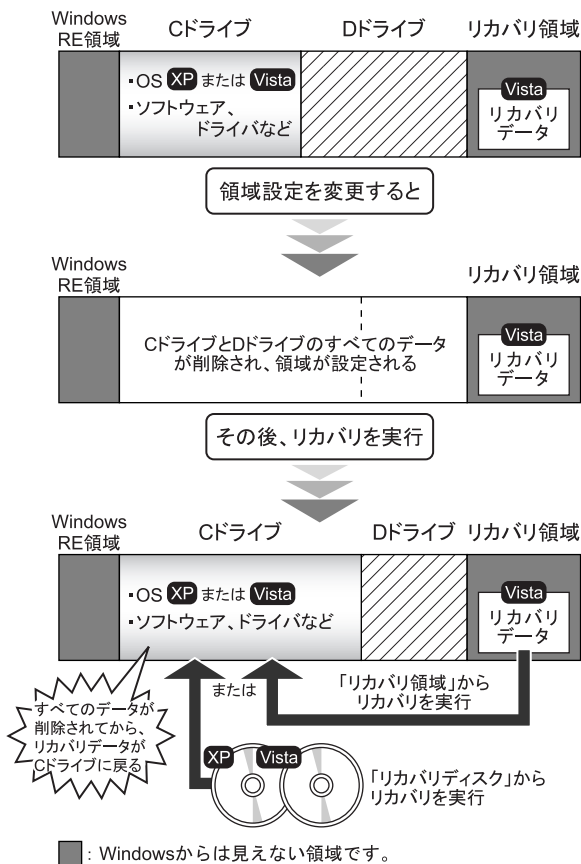 Windows
RE領域
Cドライブ
Dドライブ
リカバリ領域
・OS XP または Vista
・ソフトウェア、
ドライバなど
Vista
リカバリ
データ
領域設定を変更すると
Windows
RE領域
リカバリ領域
CドライブとDドライブのすべてのデータ
が削除され、領域が設定される
Vista
リカバリ
データ
その後、リカバリを実行
Windows
RE領域
Cドライブ
Dドライブ
リカバリ領域
・OS XP または Vista
・ソフトウェア、ドライバなど
Vista
リカバリ
データ
すべてのデータが
削除されてから、
リカバリデータが
Cドライブに戻る
または
「リカバリ領域」から
リカバリを実行
XP
Vista
「リカバリディスク」から
リカバリを実行
：Windowsからは見えない領域です。